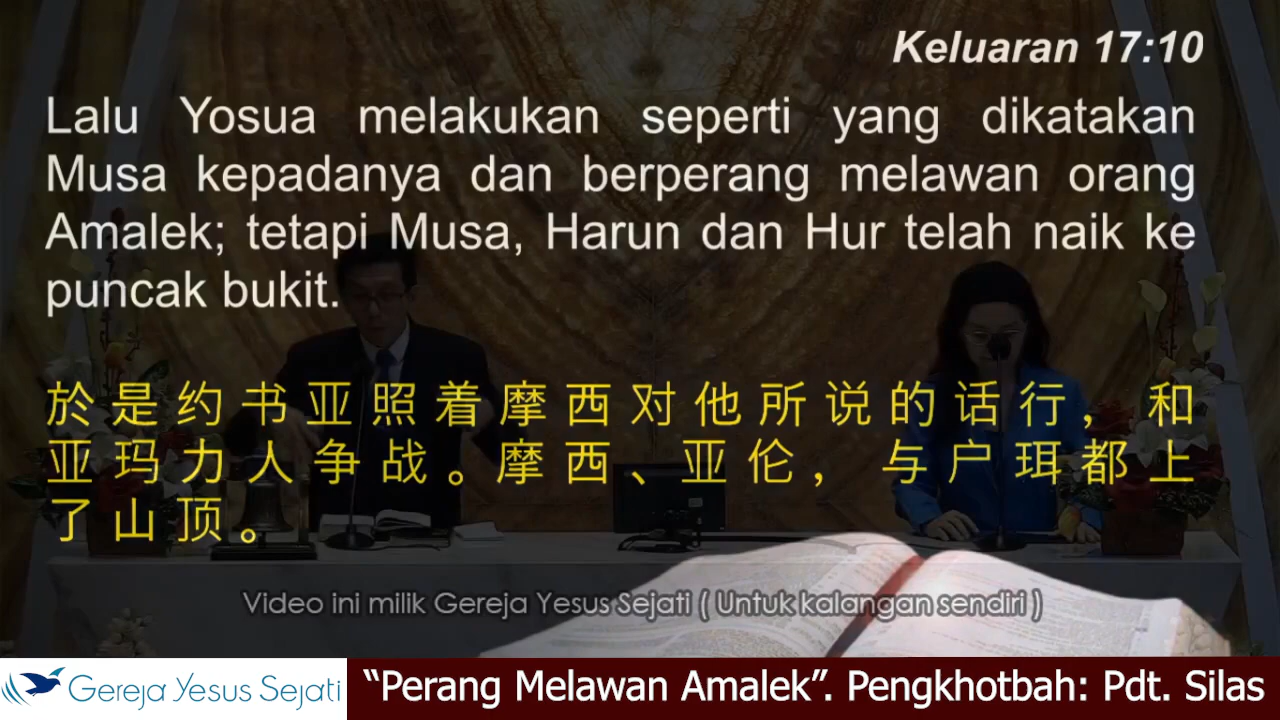 Keluaran 17:10
Lalu Yosua melakukan seperti yang dikatakan
Musa kepadanya dan berperang melawan orang
Amalek; tetapi Musa, Harun dan Hur telah naik ke
puncak bukit.
於是约书亚照着摩西对他所说的话行，和
亚玛力人争战。摩西、亚伦，与户珥都上
了山顶。
Video ini milik Gereja Yesus Sejati ( Untuk kalangan sendiri )
Gereja Yesus Sejati
“Perang Melawan Amalek”. Pengkhotbah: Pdt. Silas